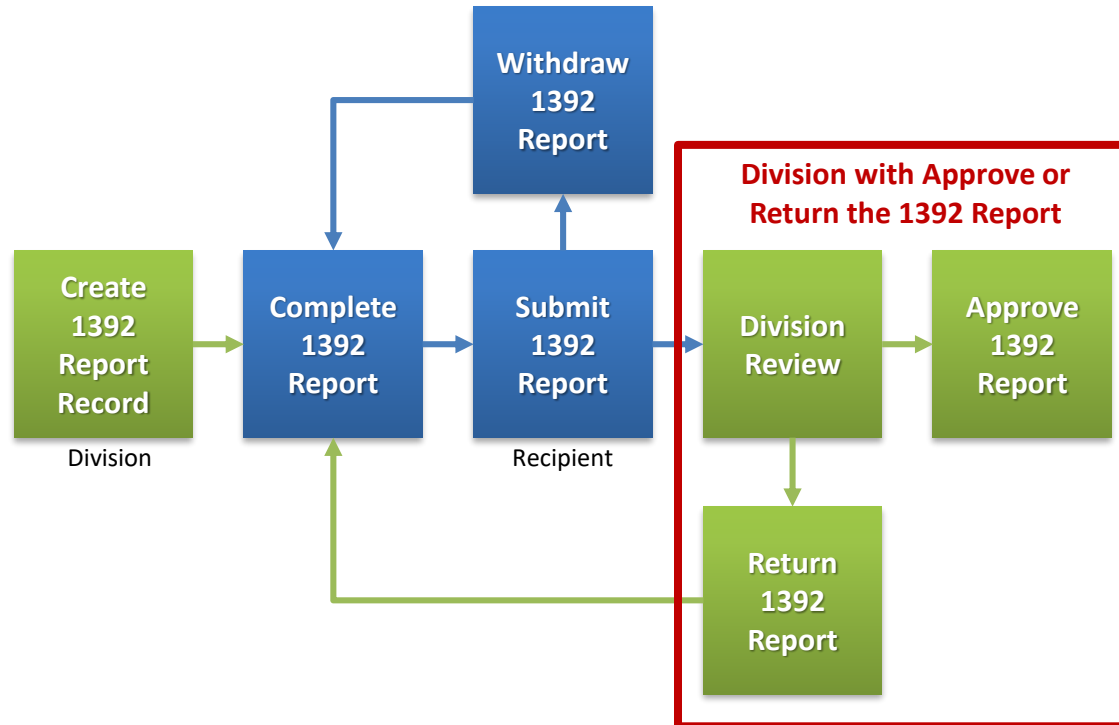 Withdraw
1392
Report
Division with Approve or
Return the 1392 Report
Create
1392
Report
Record
Complete
1392
Report
Submit
1392
Report
Division
Review
Approve
1392
Report
Division
Recipient
Return
1392
Report